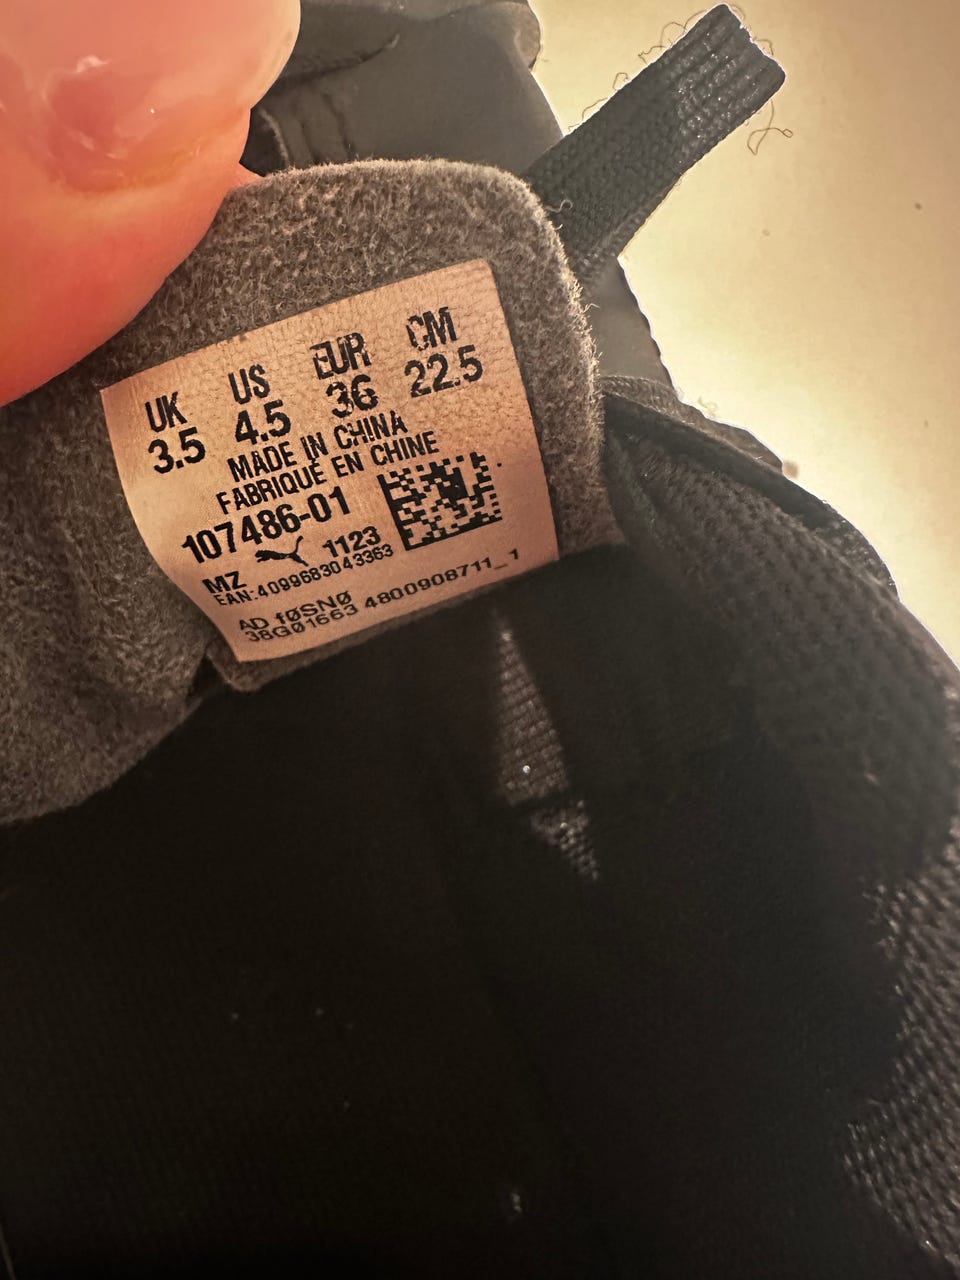 UK US EUR CM
3.5 4.5 36 22.5
MADE IN CHINA
FABRIQUÉ EN CHINE
107486-01
MZ 1123
EAN:4099683043363
AD fØSNØ
38G01663 4800908711_1